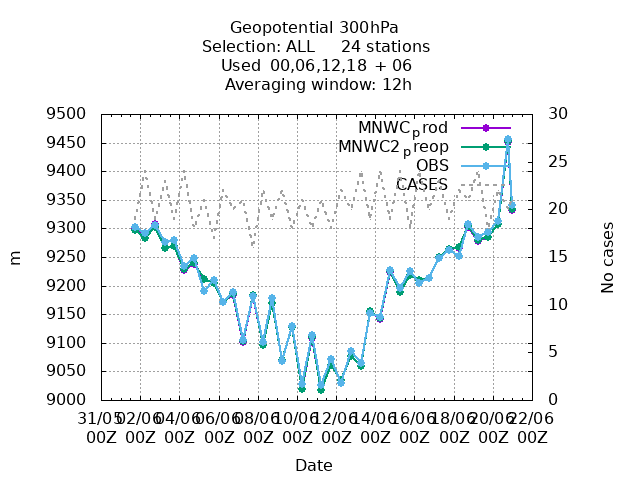 Geopotential 300hPa
Selection: ALL 24 stations
Used 00,06,12,18 + 06
Averaging window: 12h
9500 30
MNWCprod
9450
MNWC2preop
25
OBS
9400
CASES
9350
20
9300
9250 15
9200
10
9150
9100
5
9050
9000 0
31/05 02/06 04/06 06/06 08/06 10/06 12/06 14/06 16/06 18/06 20/06 22/06
00Z 00Z 00Z 00Z 00Z 00Z 00Z 00Z 00Z 00Z 00Z 00Z
Date
m
No cases